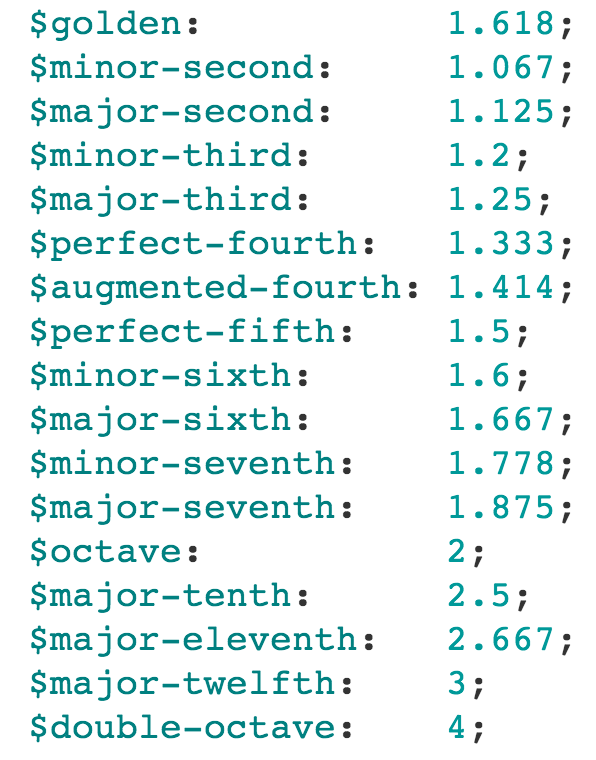 $golden: 1.618;
$minor-second: 1.067;
$major-second: 1.125;
$minor-third: 1.2;
$major-third: 1.25;
$perfect-fourth: 1.333;
$augmented-fourth: 1.414;
$perfect-fifth: 1.5;
$minor-sixth: 1.6;
$major-sixth: 1.667;
$minor-seventh: 1.778;
$major-seventh: 1.875;
$octave: 2;
$major-tenth: 2.5;
$major-eleventh: 2.667;
$major-twelfth: 3;
$double-octave: 4;